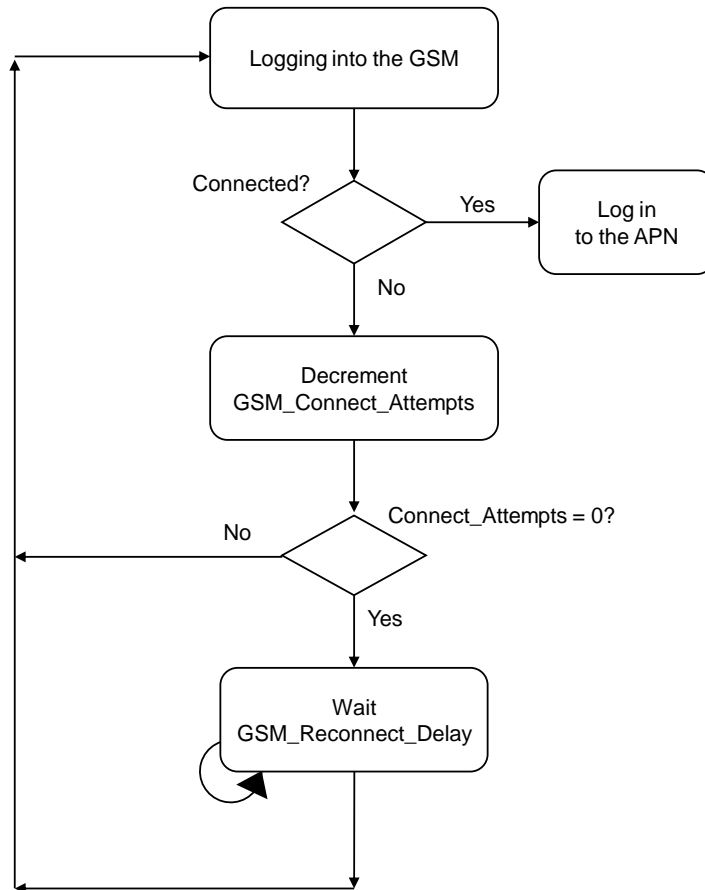 Logging into the GSM
Connected?
Yes
Log in
to the APN
No
Decrement
GSM_Connect_Attempts
Connect_Attempts = 0?
No
Yes
Wait
GSM_Reconnect_Delay